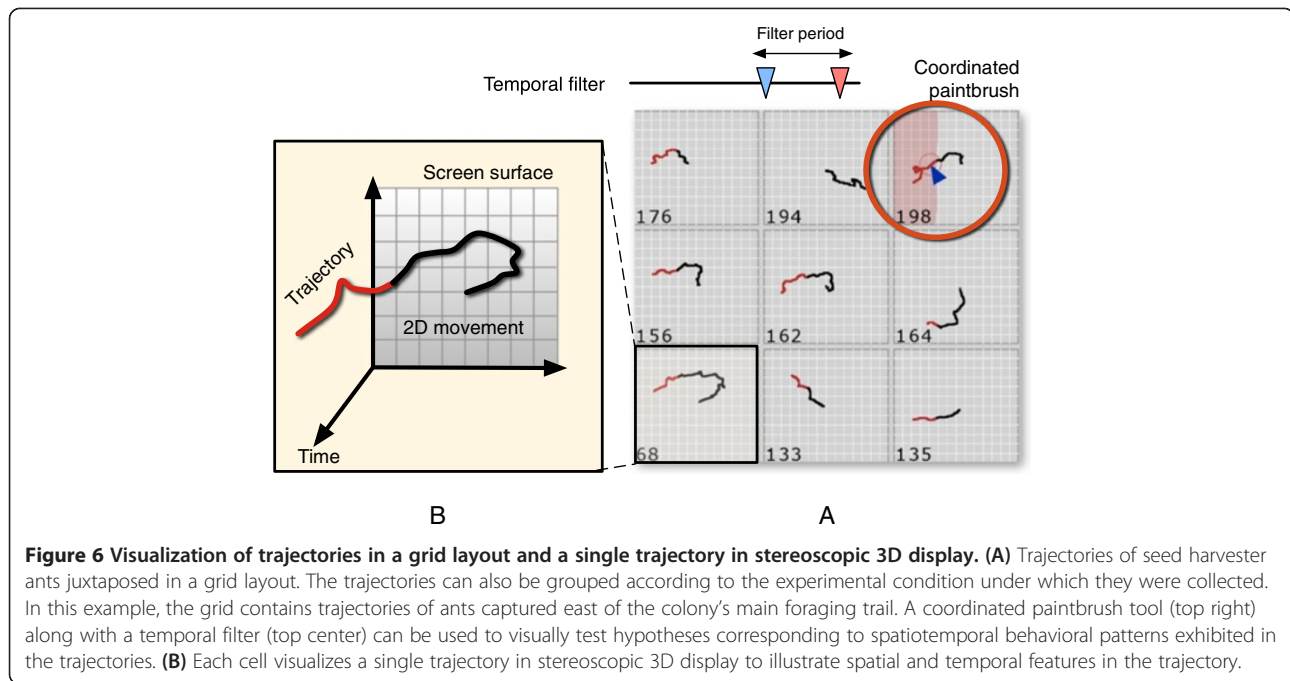 Filter period
Temporal filter
Coordinated
paintbrush
Screen surface
Trajectory
2D movement
Time
176
194
198
156
162
164
68
133
135
B
A
Figure 6 Visualization of trajectories in a grid layout and a single trajectory in stereoscopic 3D display. (A) Trajectories of seed harvester
ants juxtaposed in a grid layout. The trajectories can also be grouped according to the experimental condition under which they were collected.
In this example, the grid contains trajectories of ants captured east of the colony's main foraging trail. A coordinated paintbrush tool (top right)
along with a temporal filter (top center) can be used to visually test hypotheses corresponding to spatiotemporal behavioral patterns exhibited in
the trajectories. (B) Each cell visualizes a single trajectory in stereoscopic 3D display to illustrate spatial and temporal features in the trajectory.